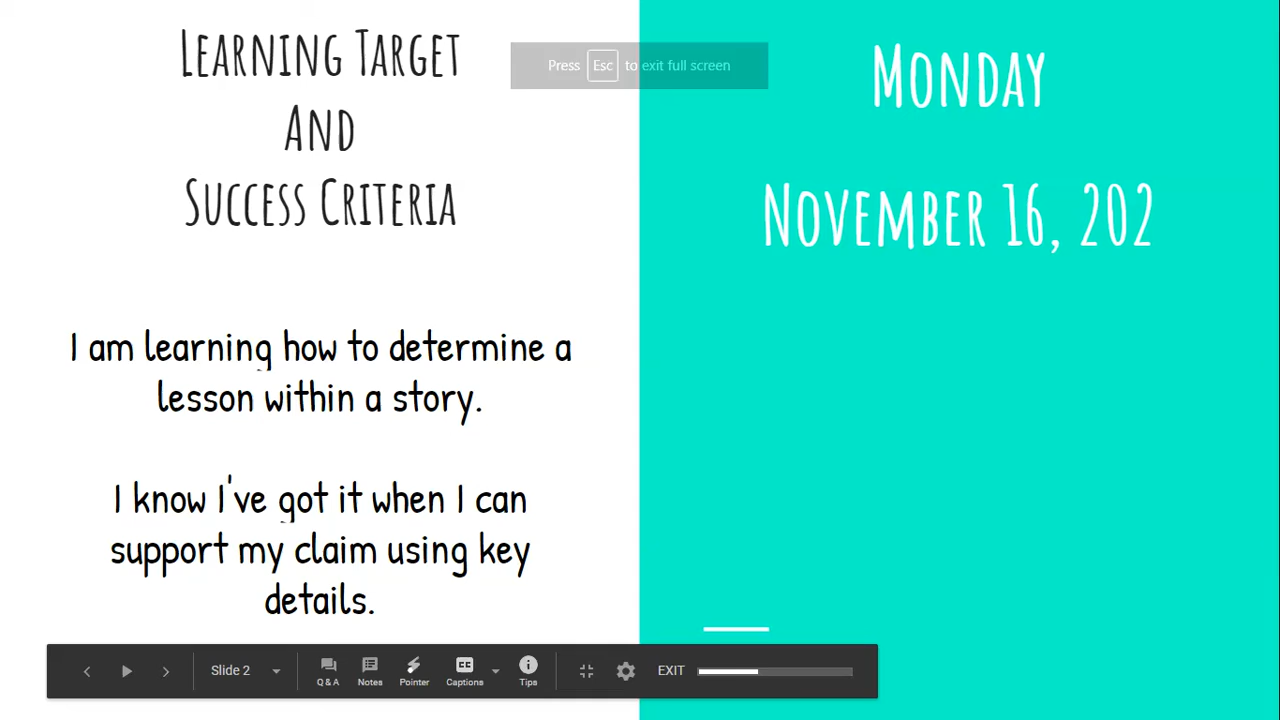 Learning Target
And
Success Criteria
I am learning how to determine a
lesson within a story.
I know I've got it when I can
support my claim using key
details.
Press Esc to exit full screen
Monday
November 16, 202
Slide 2
Q & A
Notes
Pointer
CC
Captions
Tips
EXIT